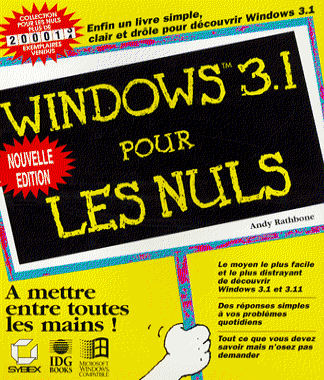 COLLECTION
POUR LES NULS
PLUS DE
EXEMPLAIRES
VENDUS
Enfin un livre simple,
clair et drôle pour découvrir Windows 3.1
WINDOWS™ 3.1
POUR
LES NULS
NOUVELLE
EDITION
Andy Rathbone
Le moyen le plus facile
et le plus distrayant
de découvrir
Windows 3.1 et 3.11
Des réponses simples
à vos problèmes
quotidiens
Tout ce que vous devez
savoir mais n'osez pas
demander
A mettre
entre toutes
les mains !
SYBEX
IDG
BOOKS
MICROSOFT
WINDOWS
COMPATIBLE